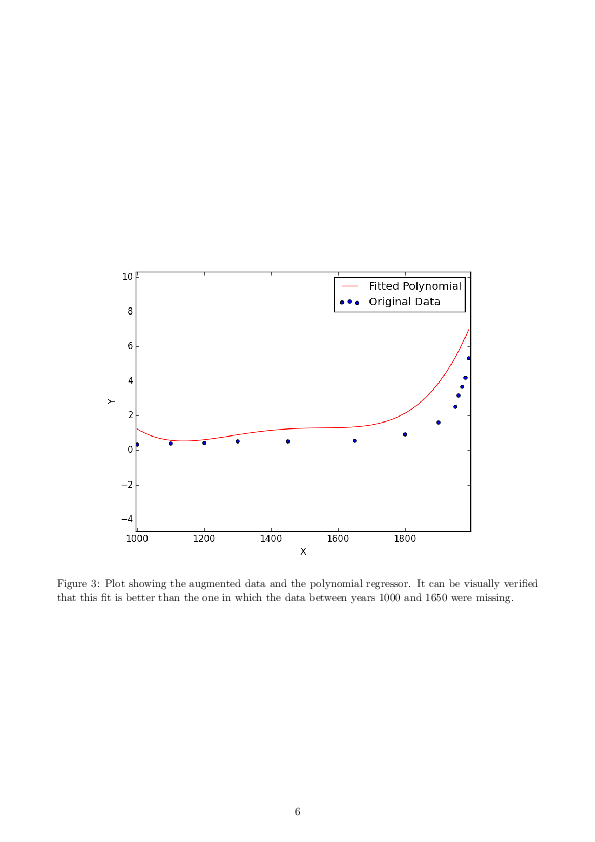 10
8
6
4
2
0
−2
−4
Y
Fitted Polynomial
Original Data
1000 1200 1400 1600 1800
X
Figure 3: Plot showing the augmented data and the polynomial regressor. It can be visually verified
that this fit is better than the one in which the data between years 1000 and 1650 were missing.
6